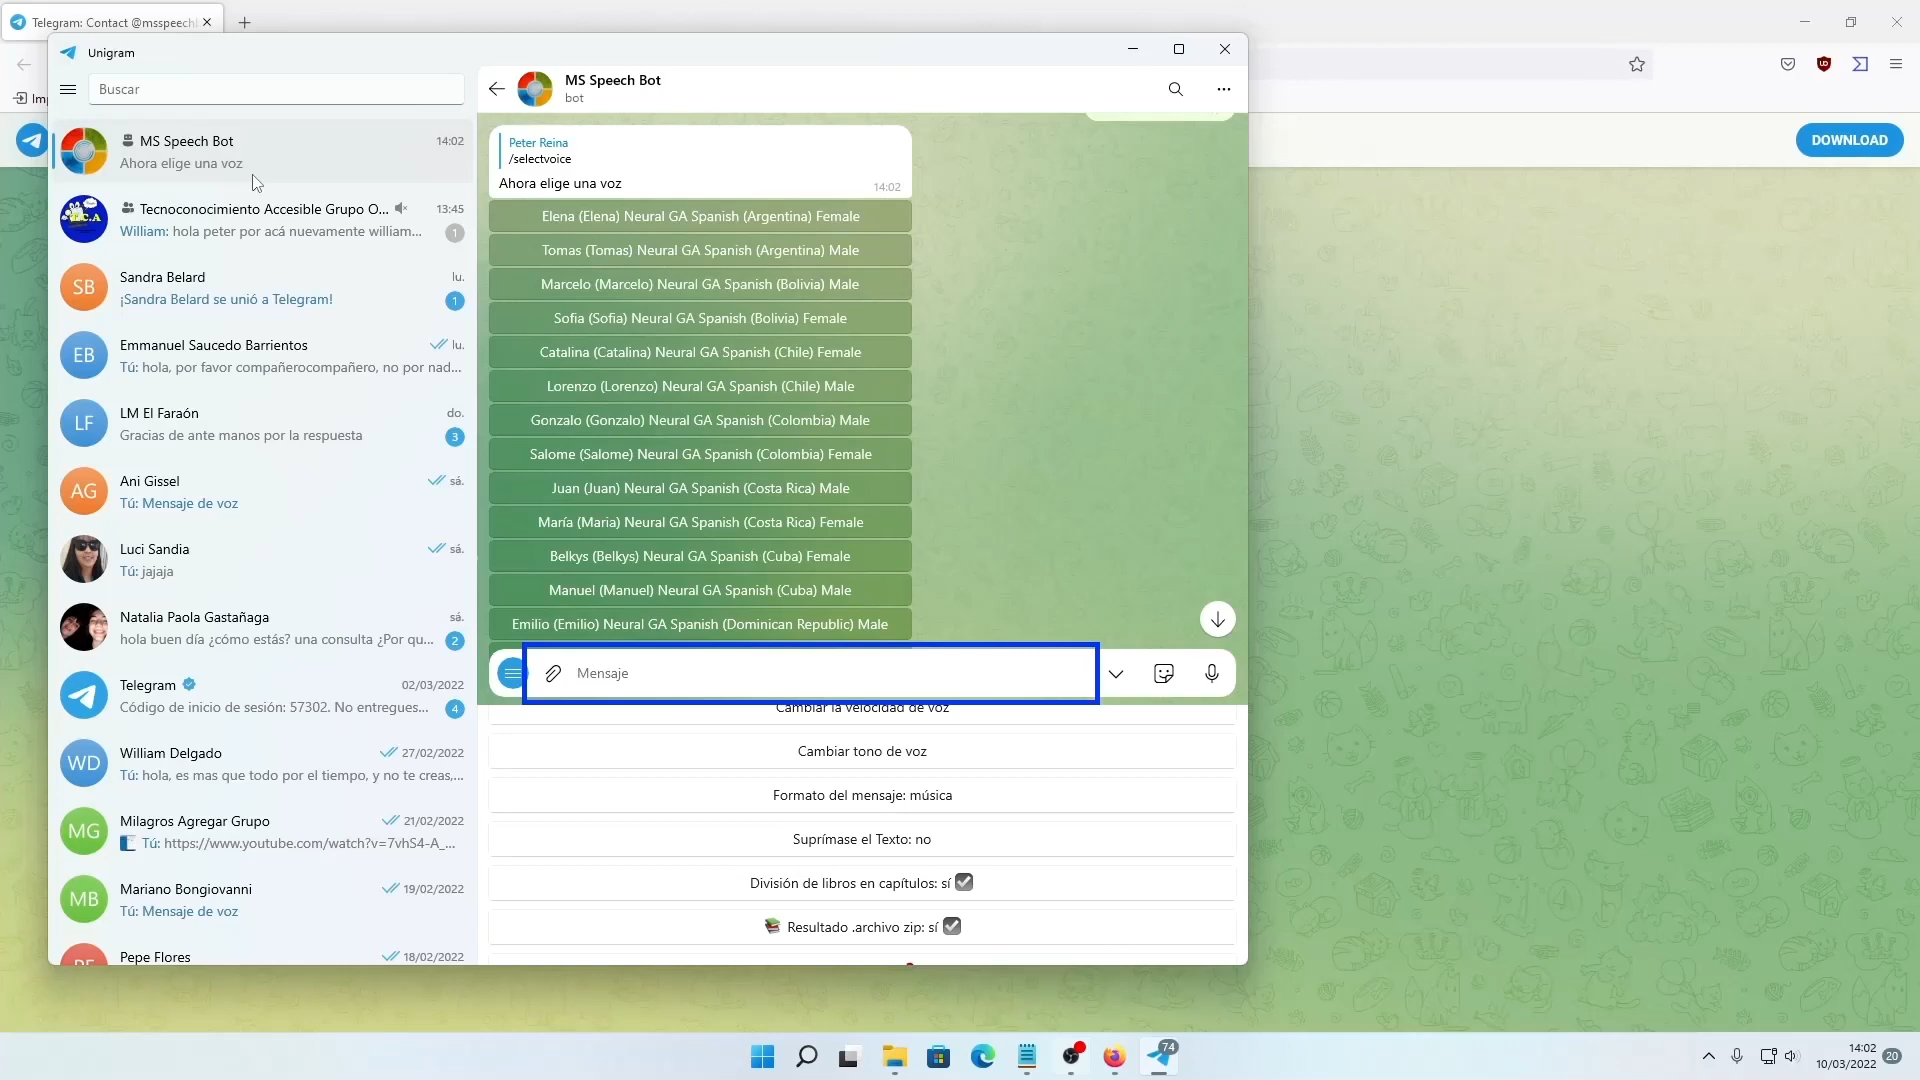 Telegram: Contact @msspeechb
Unigram
Buscar
MS Speech Bot
14:02
Ahora elige una voz
Tecnoconocimiento Accesible Grupo O...
13:45
William: hola peter por acá nuevamente william...
1
SB
Sandra Belard
lu.
¡Sandra Belard se unió a Telegram!
1
EB
Emmanuel Saucedo Barrientos
lu.
Tú: hola, por favor compañerocompañero, no por nad...
LF
LM El Faraón
do.
Gracias de ante manos por la respuesta
3
AG
Ani Gissel
sá.
Tú: Mensaje de voz
Luci Sandia
sá.
Tú: jajaja
Natalia Paola Gastañaga
sá.
hola buen día ¿cómo estás? una consulta ¿Por qu...
2
Telegram
02/03/2022
Código de inicio de sesión: 57302. No entregues...
4
WD
William Delgado
27/02/2022
Tú: hola, es mas que todo por el tiempo, y no te creas,...
MG
Milagros Agregar Grupo
21/02/2022
Tú: https://www.youtube.com/watch?v=7vhS4-A_...
MB
Mariano Bongiovanni
19/02/2022
Tú: Mensaje de voz
Pepe Flores
18/02/2022
MS Speech Bot
bot
Peter Reina
/selectvoice
Ahora elige una voz
14:02
Elena (Elena) Neural GA Spanish (Argentina) Female
Tomas (Tomas) Neural GA Spanish (Argentina) Male
Marcelo (Marcelo) Neural GA Spanish (Bolivia) Male
Sofia (Sofia) Neural GA Spanish (Bolivia) Female
Catalina (Catalina) Neural GA Spanish (Chile) Female
Lorenzo (Lorenzo) Neural GA Spanish (Chile) Male
Gonzalo (Gonzalo) Neural GA Spanish (Colombia) Male
Salome (Salome) Neural GA Spanish (Colombia) Female
Juan (Juan) Neural GA Spanish (Costa Rica) Male
María (Maria) Neural GA Spanish (Costa Rica) Female
Belkys (Belkys) Neural GA Spanish (Cuba) Female
Manuel (Manuel) Neural GA Spanish (Cuba) Male
Emilio (Emilio) Neural GA Spanish (Dominican Republic) Male
Mensaje
Cambiar la velocidad de voz
Cambiar tono de voz
Formato del mensaje: música
Suprímase el Texto: no
División de libros en capítulos: sí
Resultado .archivo zip: sí
DOWNLOAD
74
14:02
10/03/2022
20